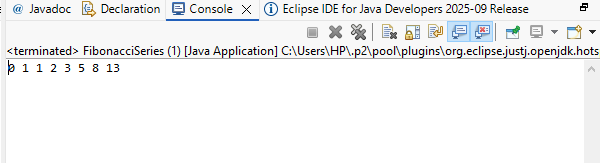 @ Javadoc Declaration Console Eclipse IDE for Java Developers 2025-09 Release
<terminated> FibonacciSeries (1) [Java Application] C:\Users\HP\.p2\pool\plugins\org.eclipse.justj.openjdk.hots
0 1 1 2 3 5 8 13